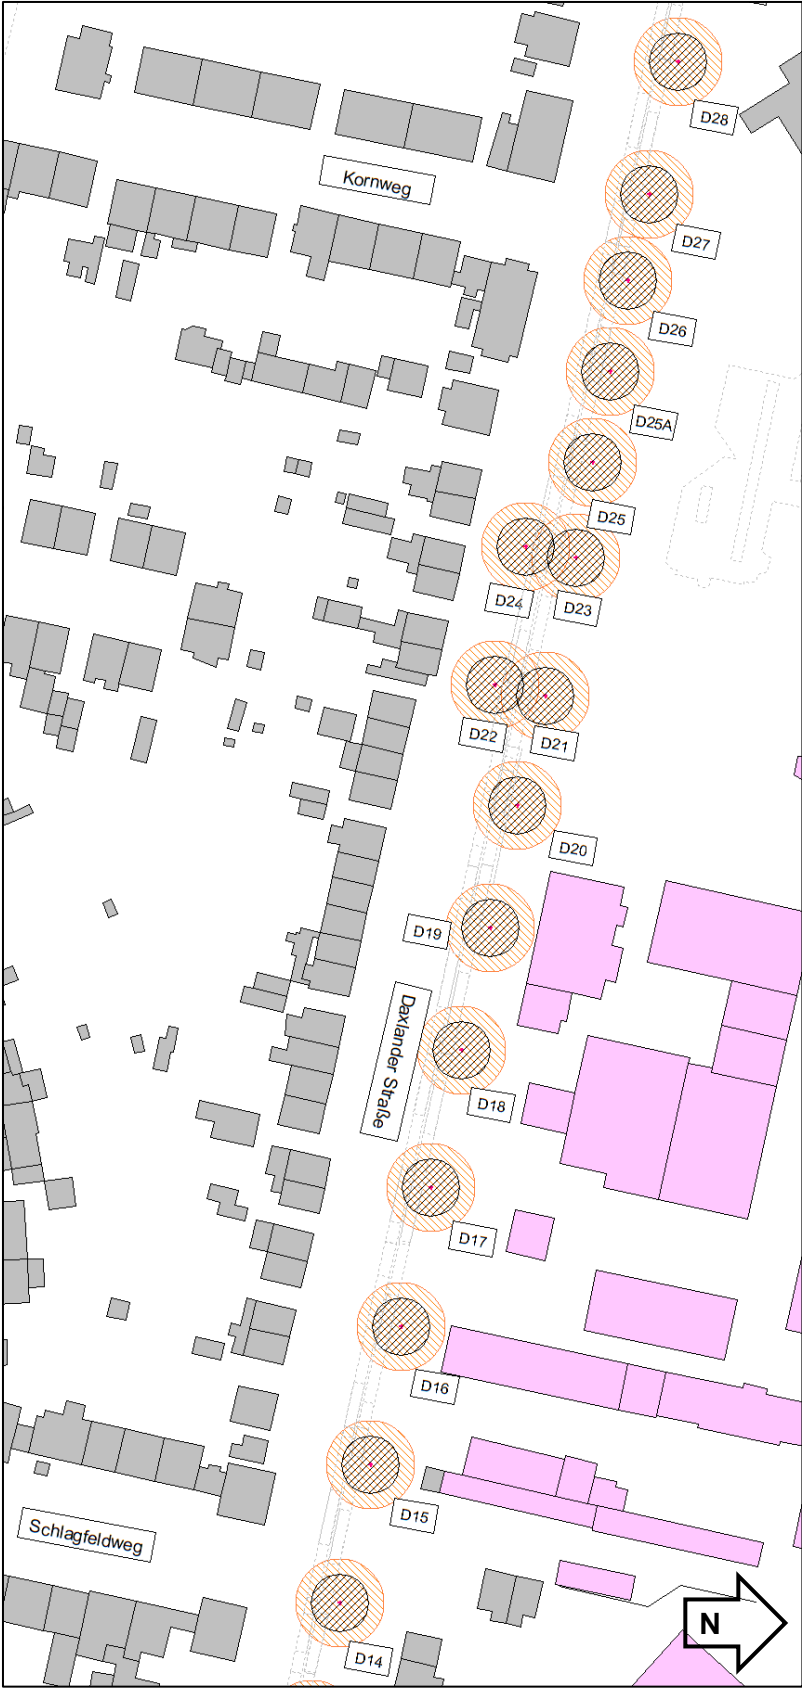 D28
Kornweg
D27
D26
D25A
D25
D24
D23
D22
D21
D20
D19
Daxlander Straße
D18
D17
D16
D15
Schlagfeldweg
N
D14